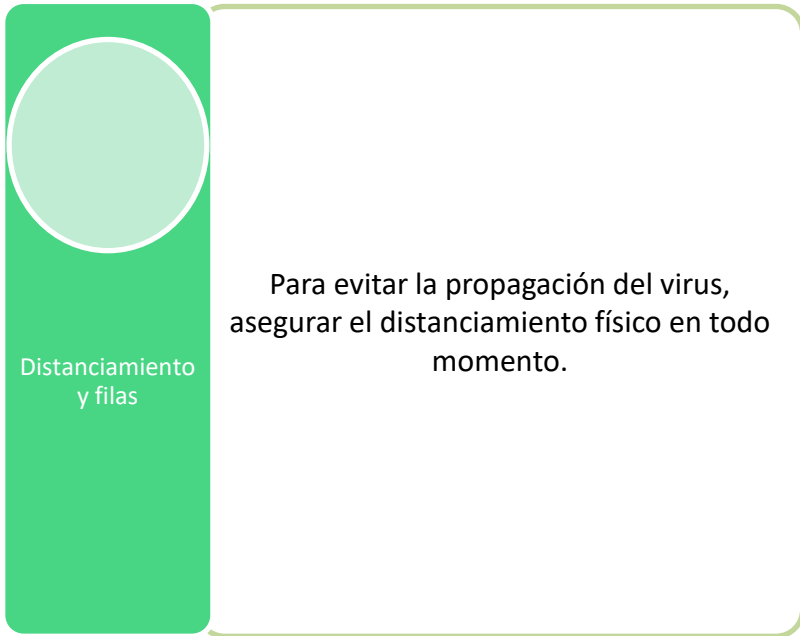 Distanciamiento
y filas
Para evitar la propagación del virus,
asegurar el distanciamiento físico en todo
momento.